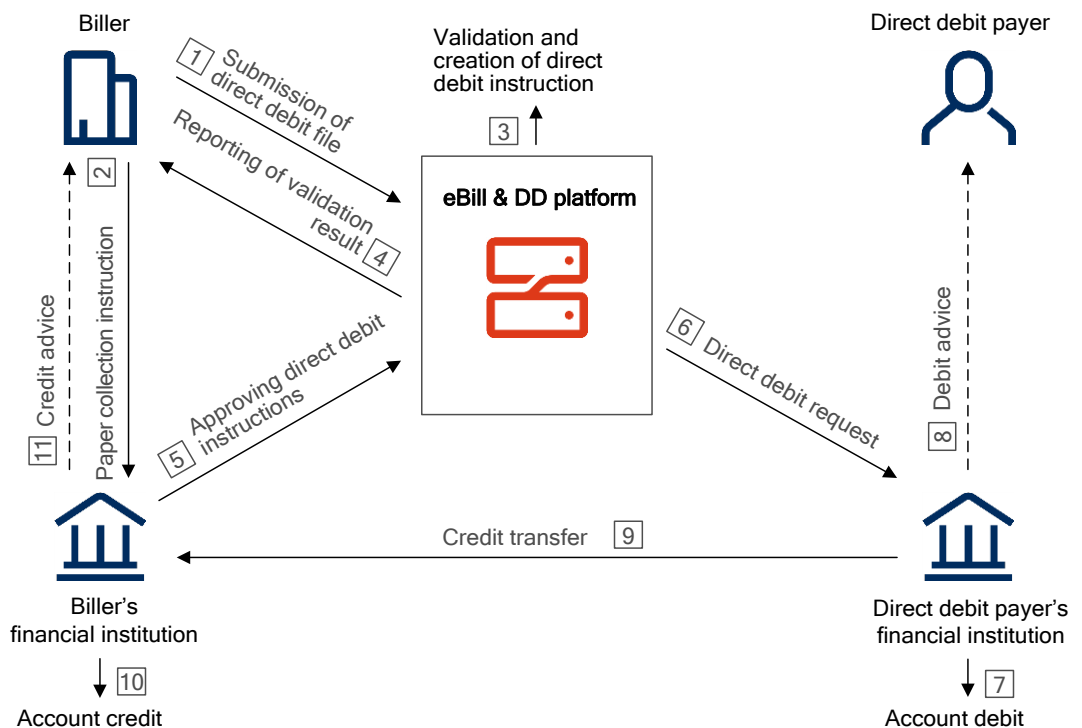 Biller
Direct debit payer
Validation and
creation of direct
debit instruction
1
Submission of
direct debit file
3
2
Reporting of validation
result
4
eBill & DD platform
11
Credit advice
Paper collection instruction
5
Approving direct debit
instructions
6
Direct debit request
8
Debit advice
Credit transfer
9
Biller's
financial institution
Direct debit payer's
financial institution
10
7
Account credit
Account debit